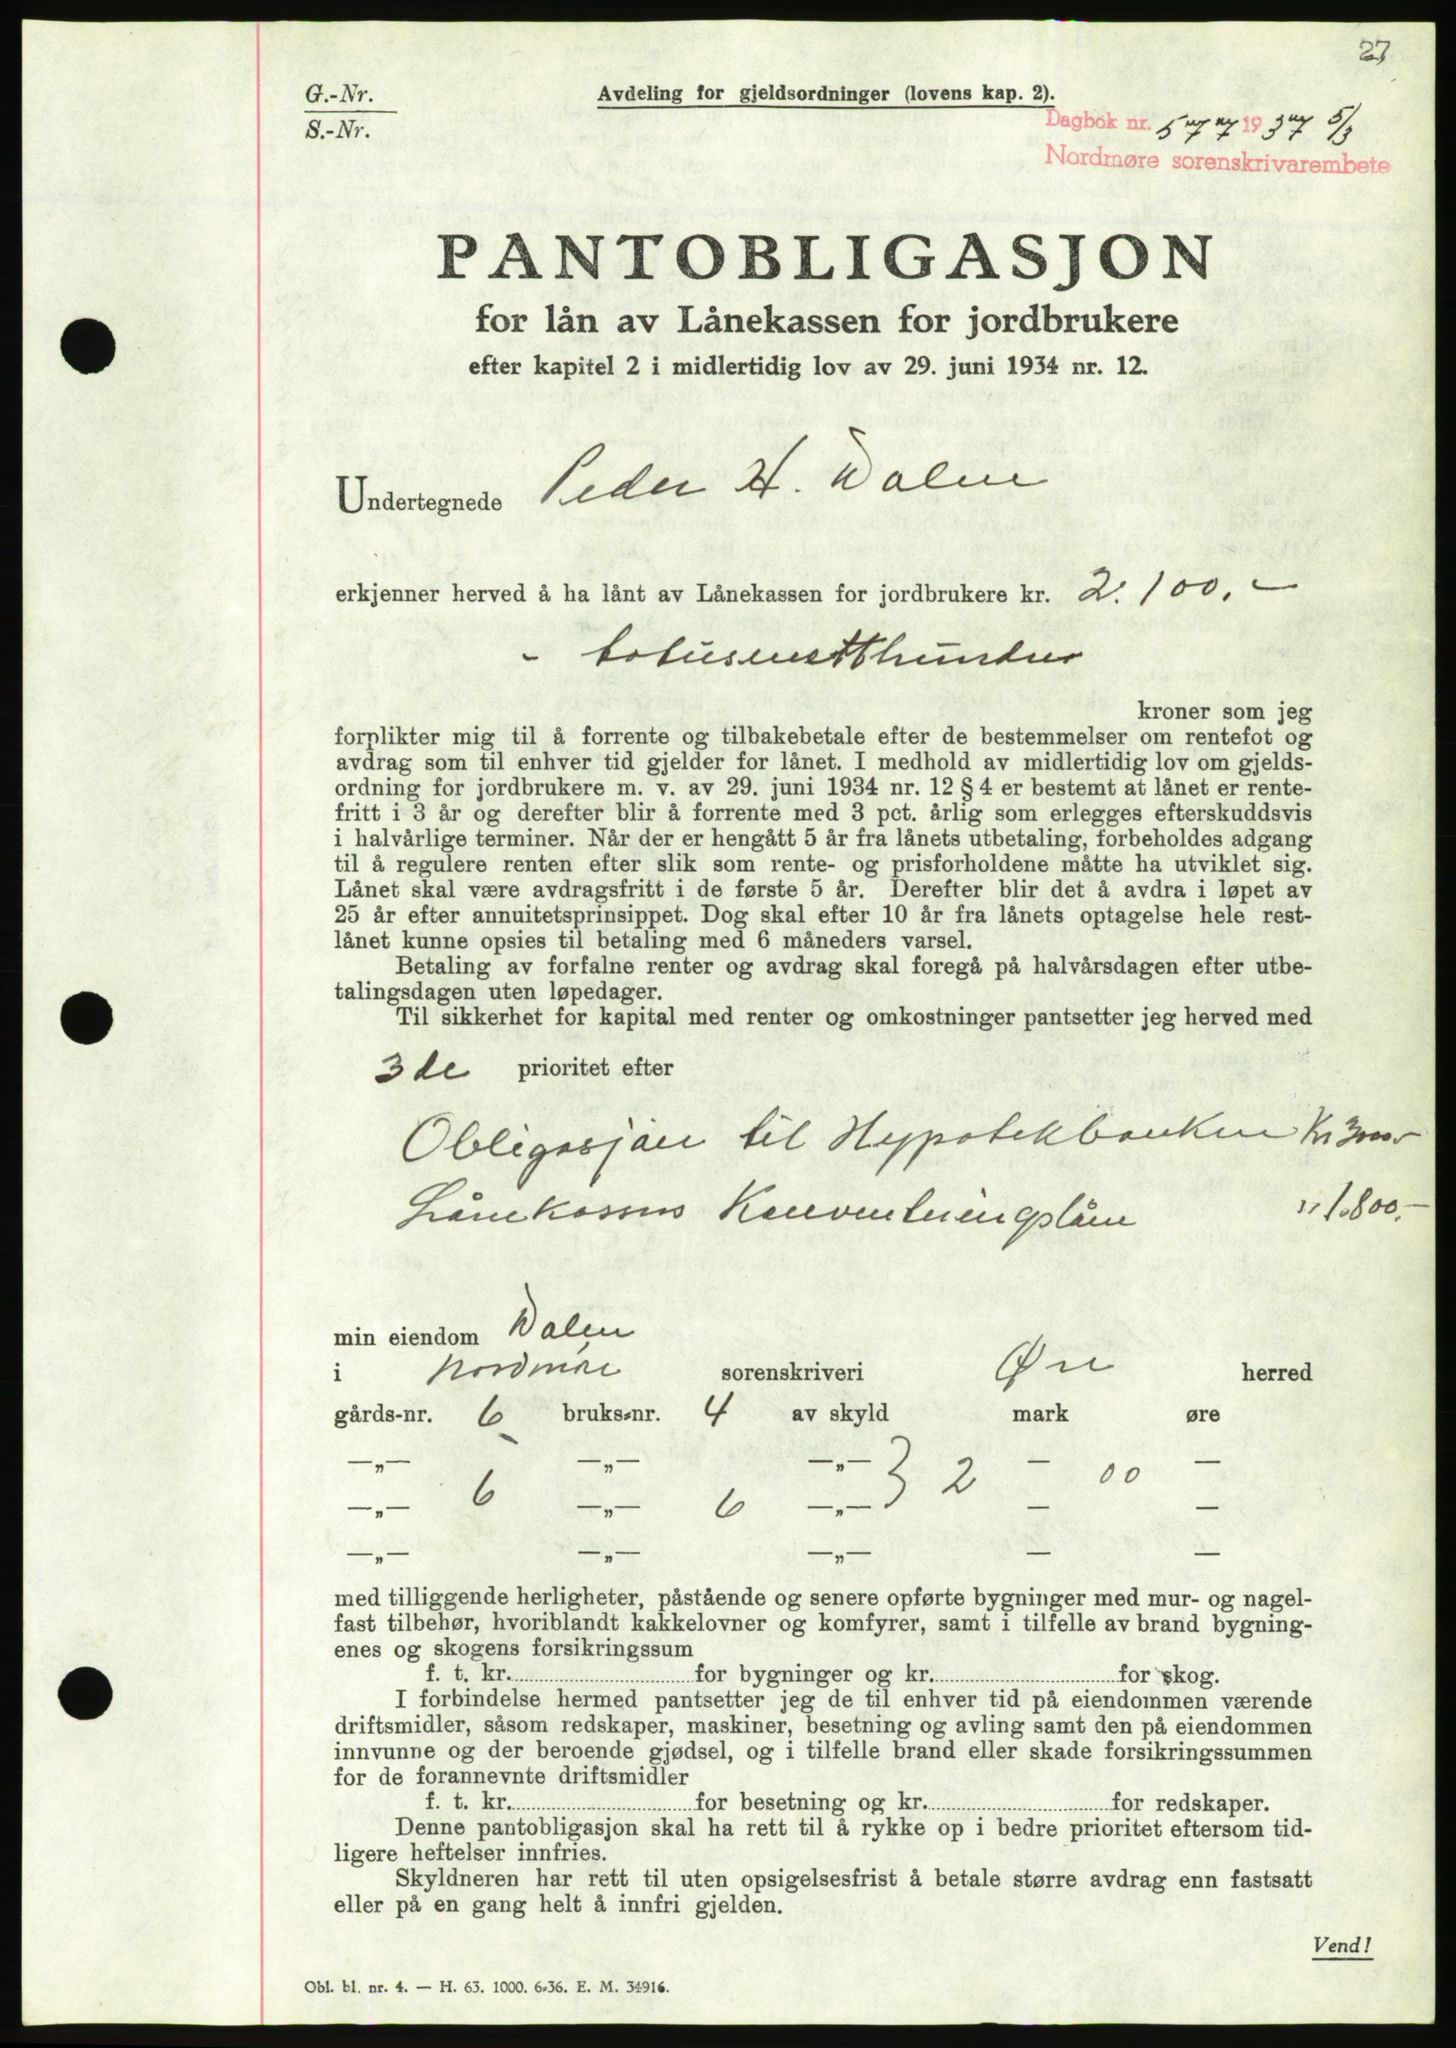 27
G.-Nr.
Avdeling for gjeldsordninger (lovens kap. 2).
S.-Nr.
Dagbok nr. 577 1937 5/3
Nordmøre sorenskrivarembete
PANTOBLIGASJON
for lån av Lånekassen for jordbrukere
efter kapitel 2 i midlertidig lov av 29. juni 1934 nr. 12.
Undertegnede Peder H. Dalen
erkjenner herved å ha lånt av Lånekassen for jordbrukere kr. 2.100.-
- totusenetthundre
kroner som jeg
forplikter mig til å forrente og tilbakebetale efter de bestemmelser om rentefot og
avdrag som til enhver tid gjelder for lånet. I medhold av midlertidig lov om gjelds-
ordning for jordbrukere m. v. av 29. juni 1934 nr. 12 § 4 er bestemt at lånet er rente-
fritt i 3 år og derefter blir å forrente med 3 pct. årlig som erlegges efterskuddsvis
i halvårlige terminer. Når der er hengått 5 år fra lånets utbetaling, forbeholdes adgang
til å regulere renten efter slik som rente- og prisforholdene måtte ha utviklet sig.
Lånet skal være avdragsfritt i de første 5 år. Derefter blir det å avdra i løpet av
25 år efter annuitetsprinsippet. Dog skal efter 10 år fra lånets optagelse hele rest-
lånet kunne opsies til betaling med 6 måneders varsel.
Betaling av forfalne renter og avdrag skal foregå på halvårsdagen efter utbe-
talingsdagen uten løpedager.
Til sikkerhet for kapital med renter og omkostninger pantsetter jeg herved med
3 de prioritet efter
Obligasjon til Hypotekbanken Kr 3000.-
Lånekassens Konverteringslån " 1.800.-
min eiendom Dalen
i Nordmøre sorenskriveri Øre herred
gårds-nr. 6 bruks-nr. 4 av skyld mark øre
—„— —„— —„— — —
—„— 6 —„— 6 —„— } 2 — 00 —
—„— —„— —„— — —
med tilliggende herligheter, påstående og senere opførte bygninger med mur- og nagel-
fast tilbehør, hvoriblandt kakkelovner og komfyrer, samt i tilfelle av brand bygning-
enes og skogens forsikringssum
f. t. kr. for bygninger og kr. for skog.
I forbindelse hermed pantsetter jeg de til enhver tid på eiendommen værende
driftsmidler, såsom redskaper, maskiner, besetning og avling samt den på eiendommen
innvunne og der beroende gjødsel, og i tilfelle brand eller skade forsikringssummen
for de forannevnte driftsmidler
f. t. kr. for besetning og kr. for redskaper.
Denne pantobligasjon skal ha rett til å rykke op i bedre prioritet eftersom tid-
ligere heftelser innfries.
Skyldneren har rett til uten opsigelsesfrist å betale større avdrag enn fastsatt
eller på en gang helt å innfri gjelden.
Vend!
Obl. bl. nr. 4. — H. 63. 1000. 6-36. E. M. 34916.